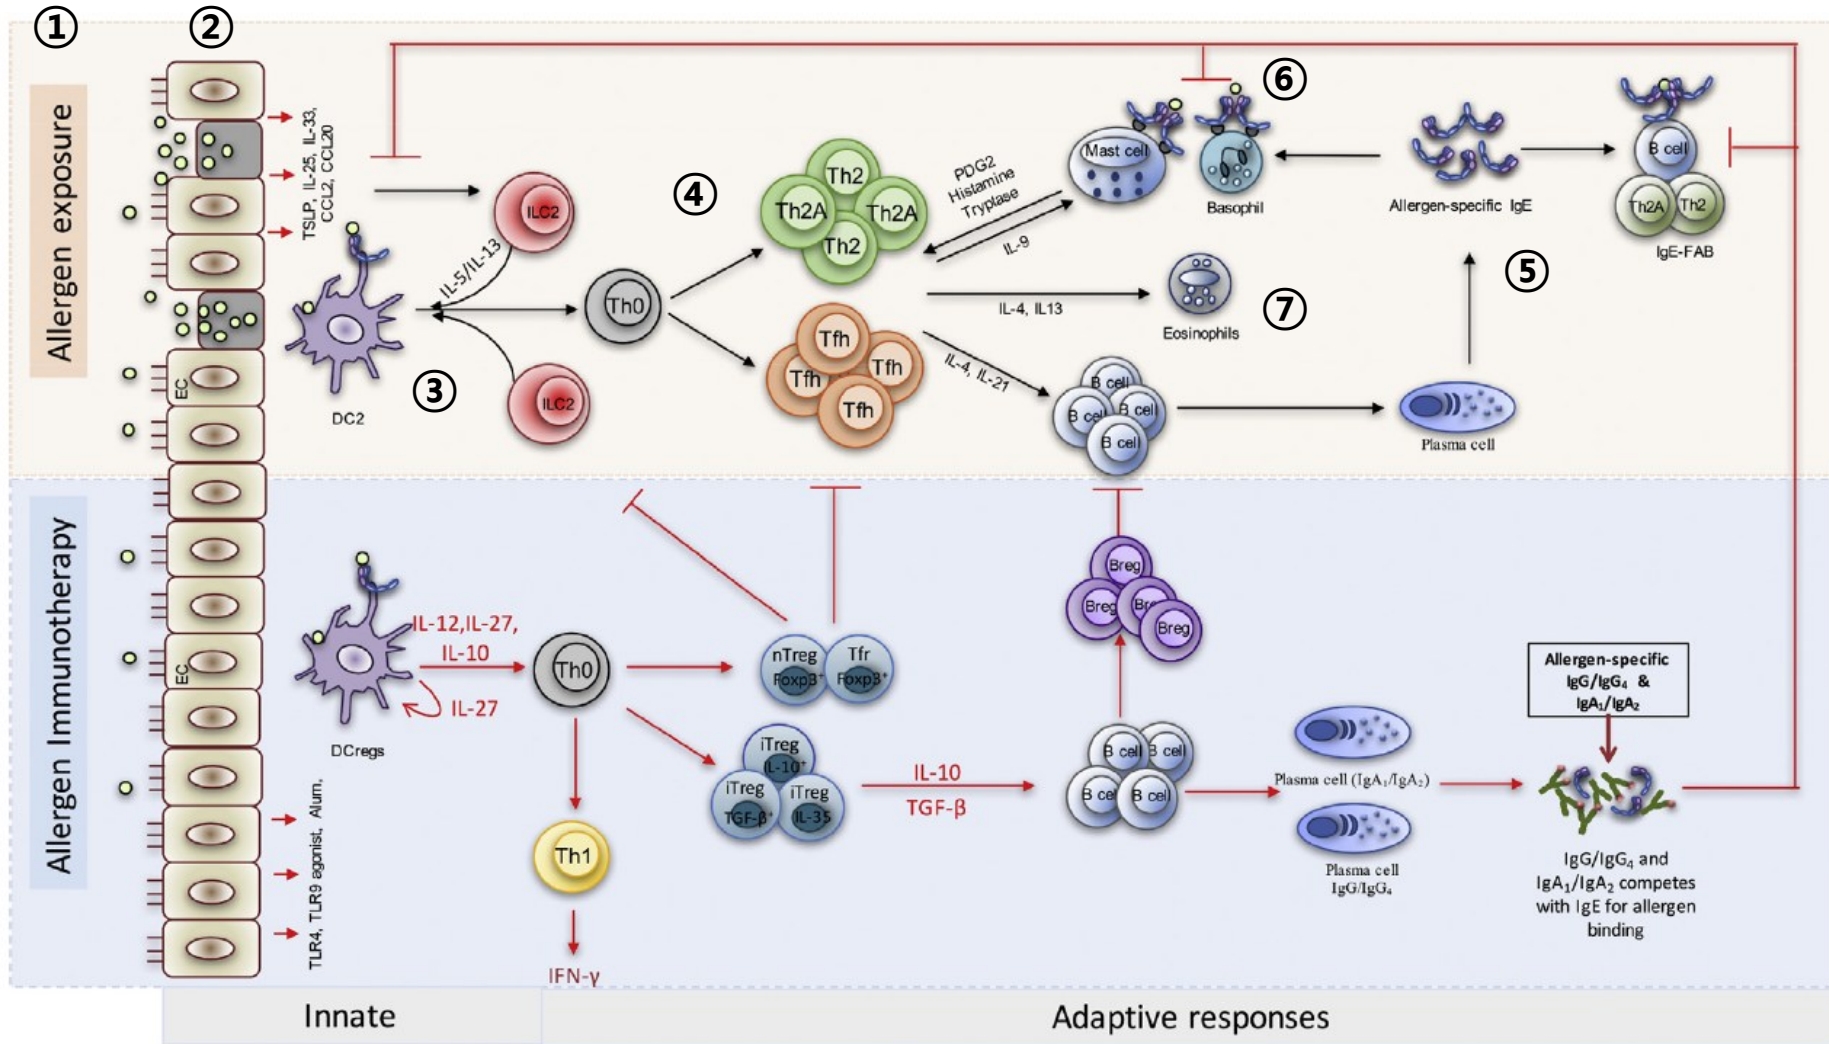 ①
②
⑥
Allergen exposure
TSLP, IL-25, IL-33,
CCL2, CCL20
ILC2
④
Th2
Th2A
Th2A
Th2
PDG2
Histamine
Tryptase
IL-9
Mast cell
Basophil
Allergen-specific IgE
B cell
Th2A
Th2
IgE-FAB
⑤
IL-5/IL-13
Th0
EC
DC2
③
ILC2
Tfh
Tfh
Tfh
Tfh
IL-4, IL13
Eosinophils
⑦
IL-4, IL-21
B cell
B cell
B cell
B cell
Plasma cell
Allergen Immunotherapy
EC
DCregs
IL-12,IL-27,
IL-10
IL-27
Th0
nTreg
Foxp3⁺
Tfr
Foxp3⁺
Breg
Breg
Bre
Breg
iTreg
IL-10⁺
iTreg
TGF-β⁺
iTreg
IL-35
IL-10
TGF-β
B cell
B cell
B cel
B cell
Plasma cell (IgA₁/IgA₂)
Plasma cell
IgG/IgG₄
Allergen-specific
IgG/IgG₄ &
IgA₁/IgA₂
IgG/IgG₄ and
IgA₁/IgA₂ competes
with IgE for allergen
binding
Th1
IFN-γ
TLR4, TLR9 agonist, Alum,
Innate
Adaptive responses